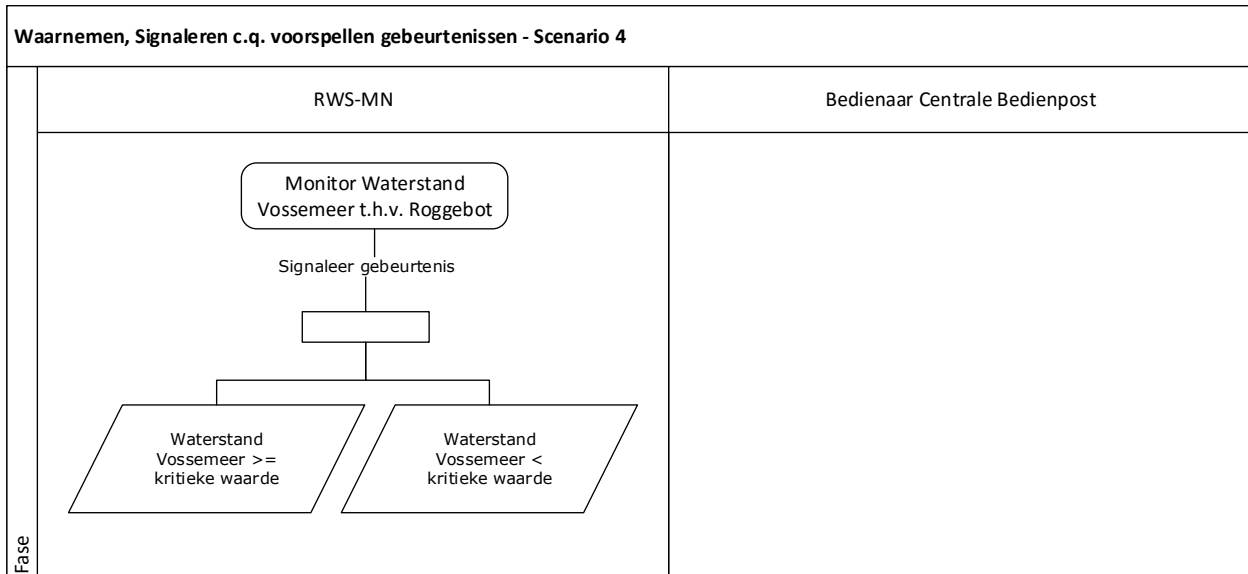 Waarnemen, Signaleren c.q. voorspellen gebeurtenissen - Scenario 4
RWS-MN
Bedienaar Centrale Bedienpost
Monitor Waterstand
Vossemeer t.h.v. Roggebot
Signaleer gebeurtenis
Waterstand
Vossemeer >=
kritieke waarde
Waterstand
Vossemeer <
kritieke waarde
Fase